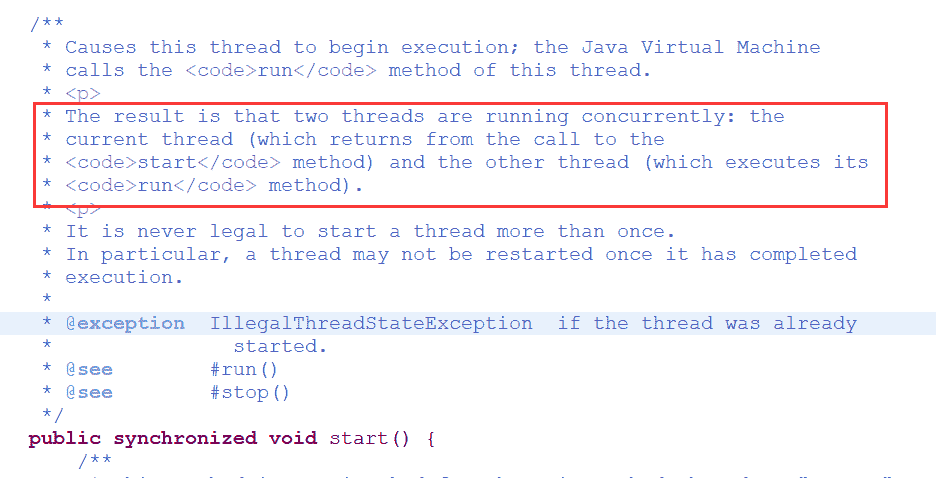 /**
* Causes this thread to begin execution; the Java Virtual Machine
* calls the <code>run</code> method of this thread.
* <p>
* The result is that two threads are running concurrently: the
* current thread (which returns from the call to the
* <code>start</code> method) and the other thread (which executes its
* <code>run</code> method).
* <p>
* It is never legal to start a thread more than once.
* In particular, a thread may not be restarted once it has completed
* execution.
*
* @exception  IllegalThreadStateException  if the thread was already
*               started.
* @see        #run()
* @see        #stop()
*/
public synchronized void start() {
/**